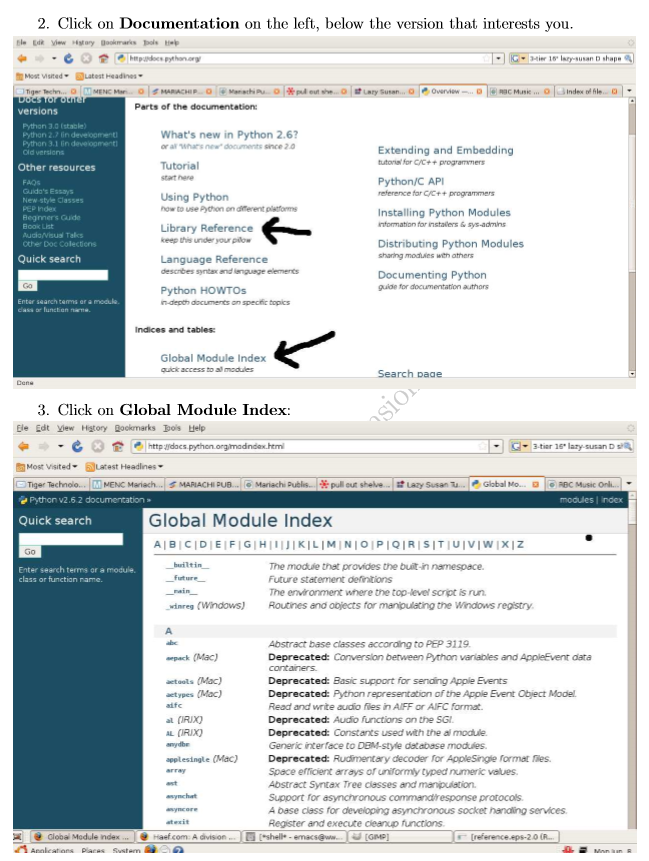 2. Click on Documentation on the left, below the version that interests you.
File Edit View History Bookmarks Tools Help
http://docs.python.org/
3-tier 16" lazy-susan D shape
Most Visited Latest Headlines
Tiger Techn... MENC Mari... MARIACHI P... Mariachi Pu... pull out she... Lazy Susan... Overview —... RBC Music ... Index of file...
Docs for other
versions
Python 3.0 (stable)
Python 2.7 (in development)
Python 3.1 (in development)
Old versions
Other resources
FAQs
Guido's Essays
New-style Classes
PEP Index
Beginner's Guide
Book List
Audio/Visual Talks
Other Doc Collections
Quick search
Go
Enter search terms or a module,
class or function name.
Parts of the documentation:
What's new in Python 2.6?
or all "What's new" documents since 2.0
Tutorial
start here
Using Python
how to use Python on different platforms
Library Reference
keep this under your pillow
Language Reference
describes syntax and language elements
Python HOWTOs
in-depth documents on specific topics
Extending and Embedding
tutorial for C/C++ programmers
Python/C API
reference for C/C++ programmers
Installing Python Modules
information for installers & sys-admins
Distributing Python Modules
sharing modules with others
Documenting Python
guide for documentation authors
Indices and tables:
Global Module Index
quick access to all modules
Search page
Done
3. Click on Global Module Index:
File Edit View History Bookmarks Tools Help
http://docs.python.org/modindex.html
3-tier 16" lazy-susan D sh
Most Visited Latest Headlines
Tiger Technolo... MENC Mariach... MARIACHI PUB... Mariachi Publis... pull out shelve... Lazy Susan Tu... Global Mo... RBC Music Onli...
Python v2.6.2 documentation »
modules | index
Quick search
Go
Enter search terms or a module,
class or function name.
Global Module Index
A | B | C | D | E | F | G | H | I | J | K | L | M | N | O | P | Q | R | S | T | U | V | W | X | Z
__builtin__ The module that provides the built-in namespace.
__future__ Future statement definitions
__main__ The environment where the top-level script is run.
_winreg (Windows) Routines and objects for manipulating the Windows registry.
A
abc Abstract base classes according to PEP 3119.
aepack (Mac) Deprecated: Conversion between Python variables and AppleEvent data
containers.
aetools (Mac) Deprecated: Basic support for sending Apple Events
aetypes (Mac) Deprecated: Python representation of the Apple Event Object Model.
aifc Read and write audio files in AIFF or AIFC format.
al (IRIX) Deprecated: Audio functions on the SGI.
AL (IRIX) Deprecated: Constants used with the al module.
anydbm Generic interface to DBM-style database modules.
applesingle (Mac) Deprecated: Rudimentary decoder for AppleSingle format files.
array Space efficient arrays of uniformly typed numeric values.
ast Abstract Syntax Tree classes and manipulation.
asynchat Support for asynchronous command/response protocols.
asyncore A base class for developing asynchronous socket handling services.
atexit Register and execute cleanup functions.
Global Module Index ... Haef.com: A division ... [*shell* - emacs@ww... [GIMP] [reference.eps-2.0 (R...
Applications Places System
Mon Jun 8